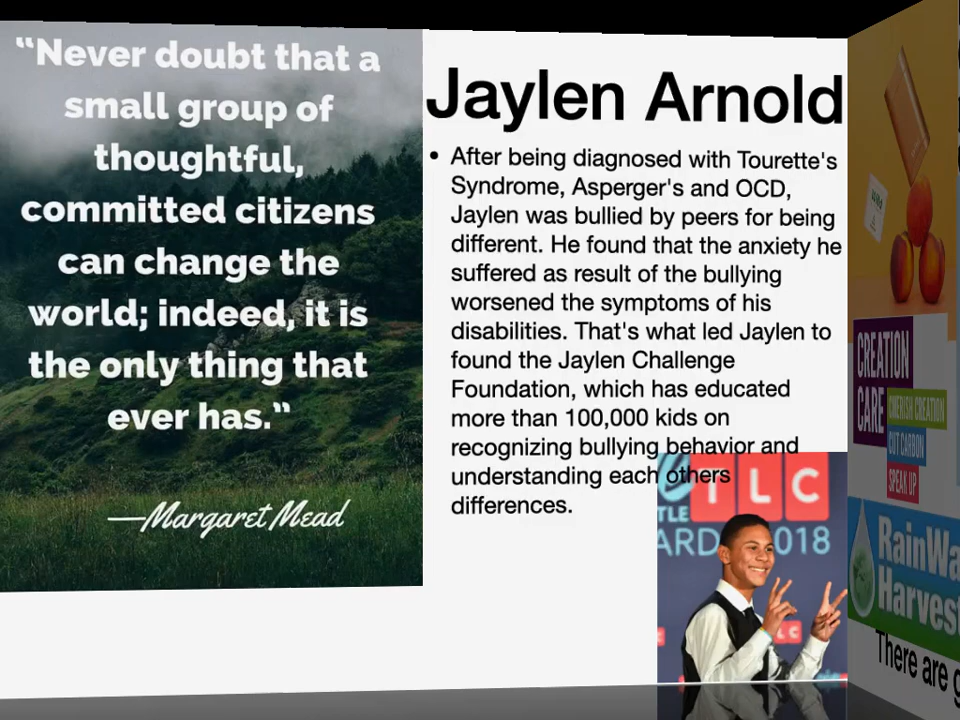 “Never doubt that a
small group of
thoughtful,
committed citizens
can change the
world; indeed, it is
the only thing that
ever has.”
—Margaret Mead
Jaylen Arnold
• After being diagnosed with Tourette's
Syndrome, Asperger's and OCD,
Jaylen was bullied by peers for being
different. He found that the anxiety he
suffered as result of the bullying
worsened the symptoms of his
disabilities. That's what led Jaylen to
found the Jaylen Challenge
Foundation, which has educated
more than 100,000 kids on
recognizing bullying behavior and
understanding each others
differences.
TLC
2018
TLC
CREATION
CARE
CHERISH CREATION
CUT CARBON
SPEAK UP
RainWa
Harvest
There are g